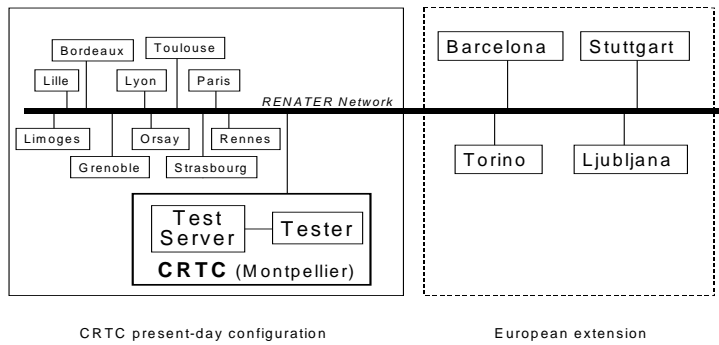 Bordeaux
Toulouse
Barcelona
Stuttgart
Lille
Lyon
Paris
RENATER Network
Limoges
Orsay
Rennes
Grenoble
Strasbourg
Torino
Ljubljana
Test
Server
Tester
CRTC (Montpellier)
CRTC present-day configuration
European extension